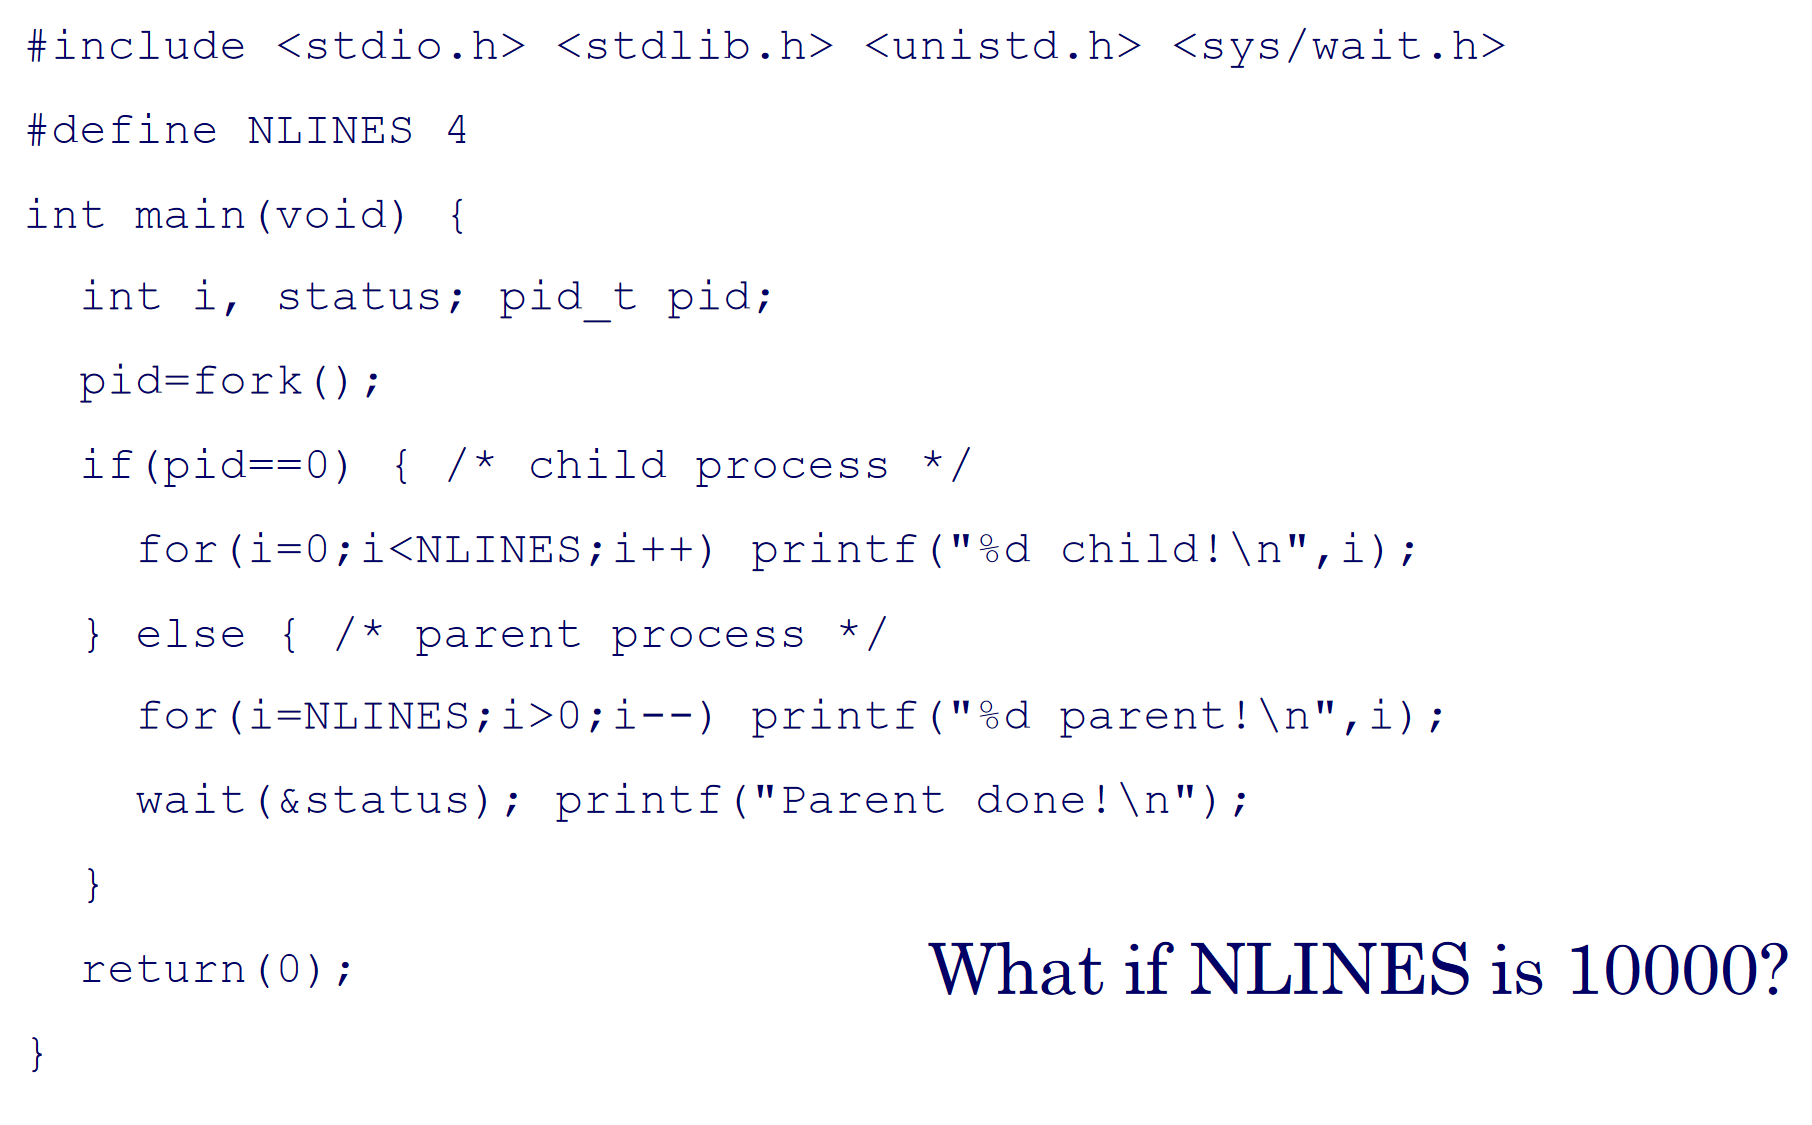 #include <stdio.h> <stdlib.h> <unistd.h> <sys/wait.h>
#define NLINES 4
int main(void) {
  int i, status; pid_t pid;
  pid=fork();
  if(pid==0) { /* child process */
    for(i=0;i<NLINES;i++) printf("%d child!\n",i);
  } else { /* parent process */
    for(i=NLINES;i>0;i--) printf("%d parent!\n",i);
    wait(&status); printf("Parent done!\n");
  }
  return(0);
What if NLINES is 10000?
}